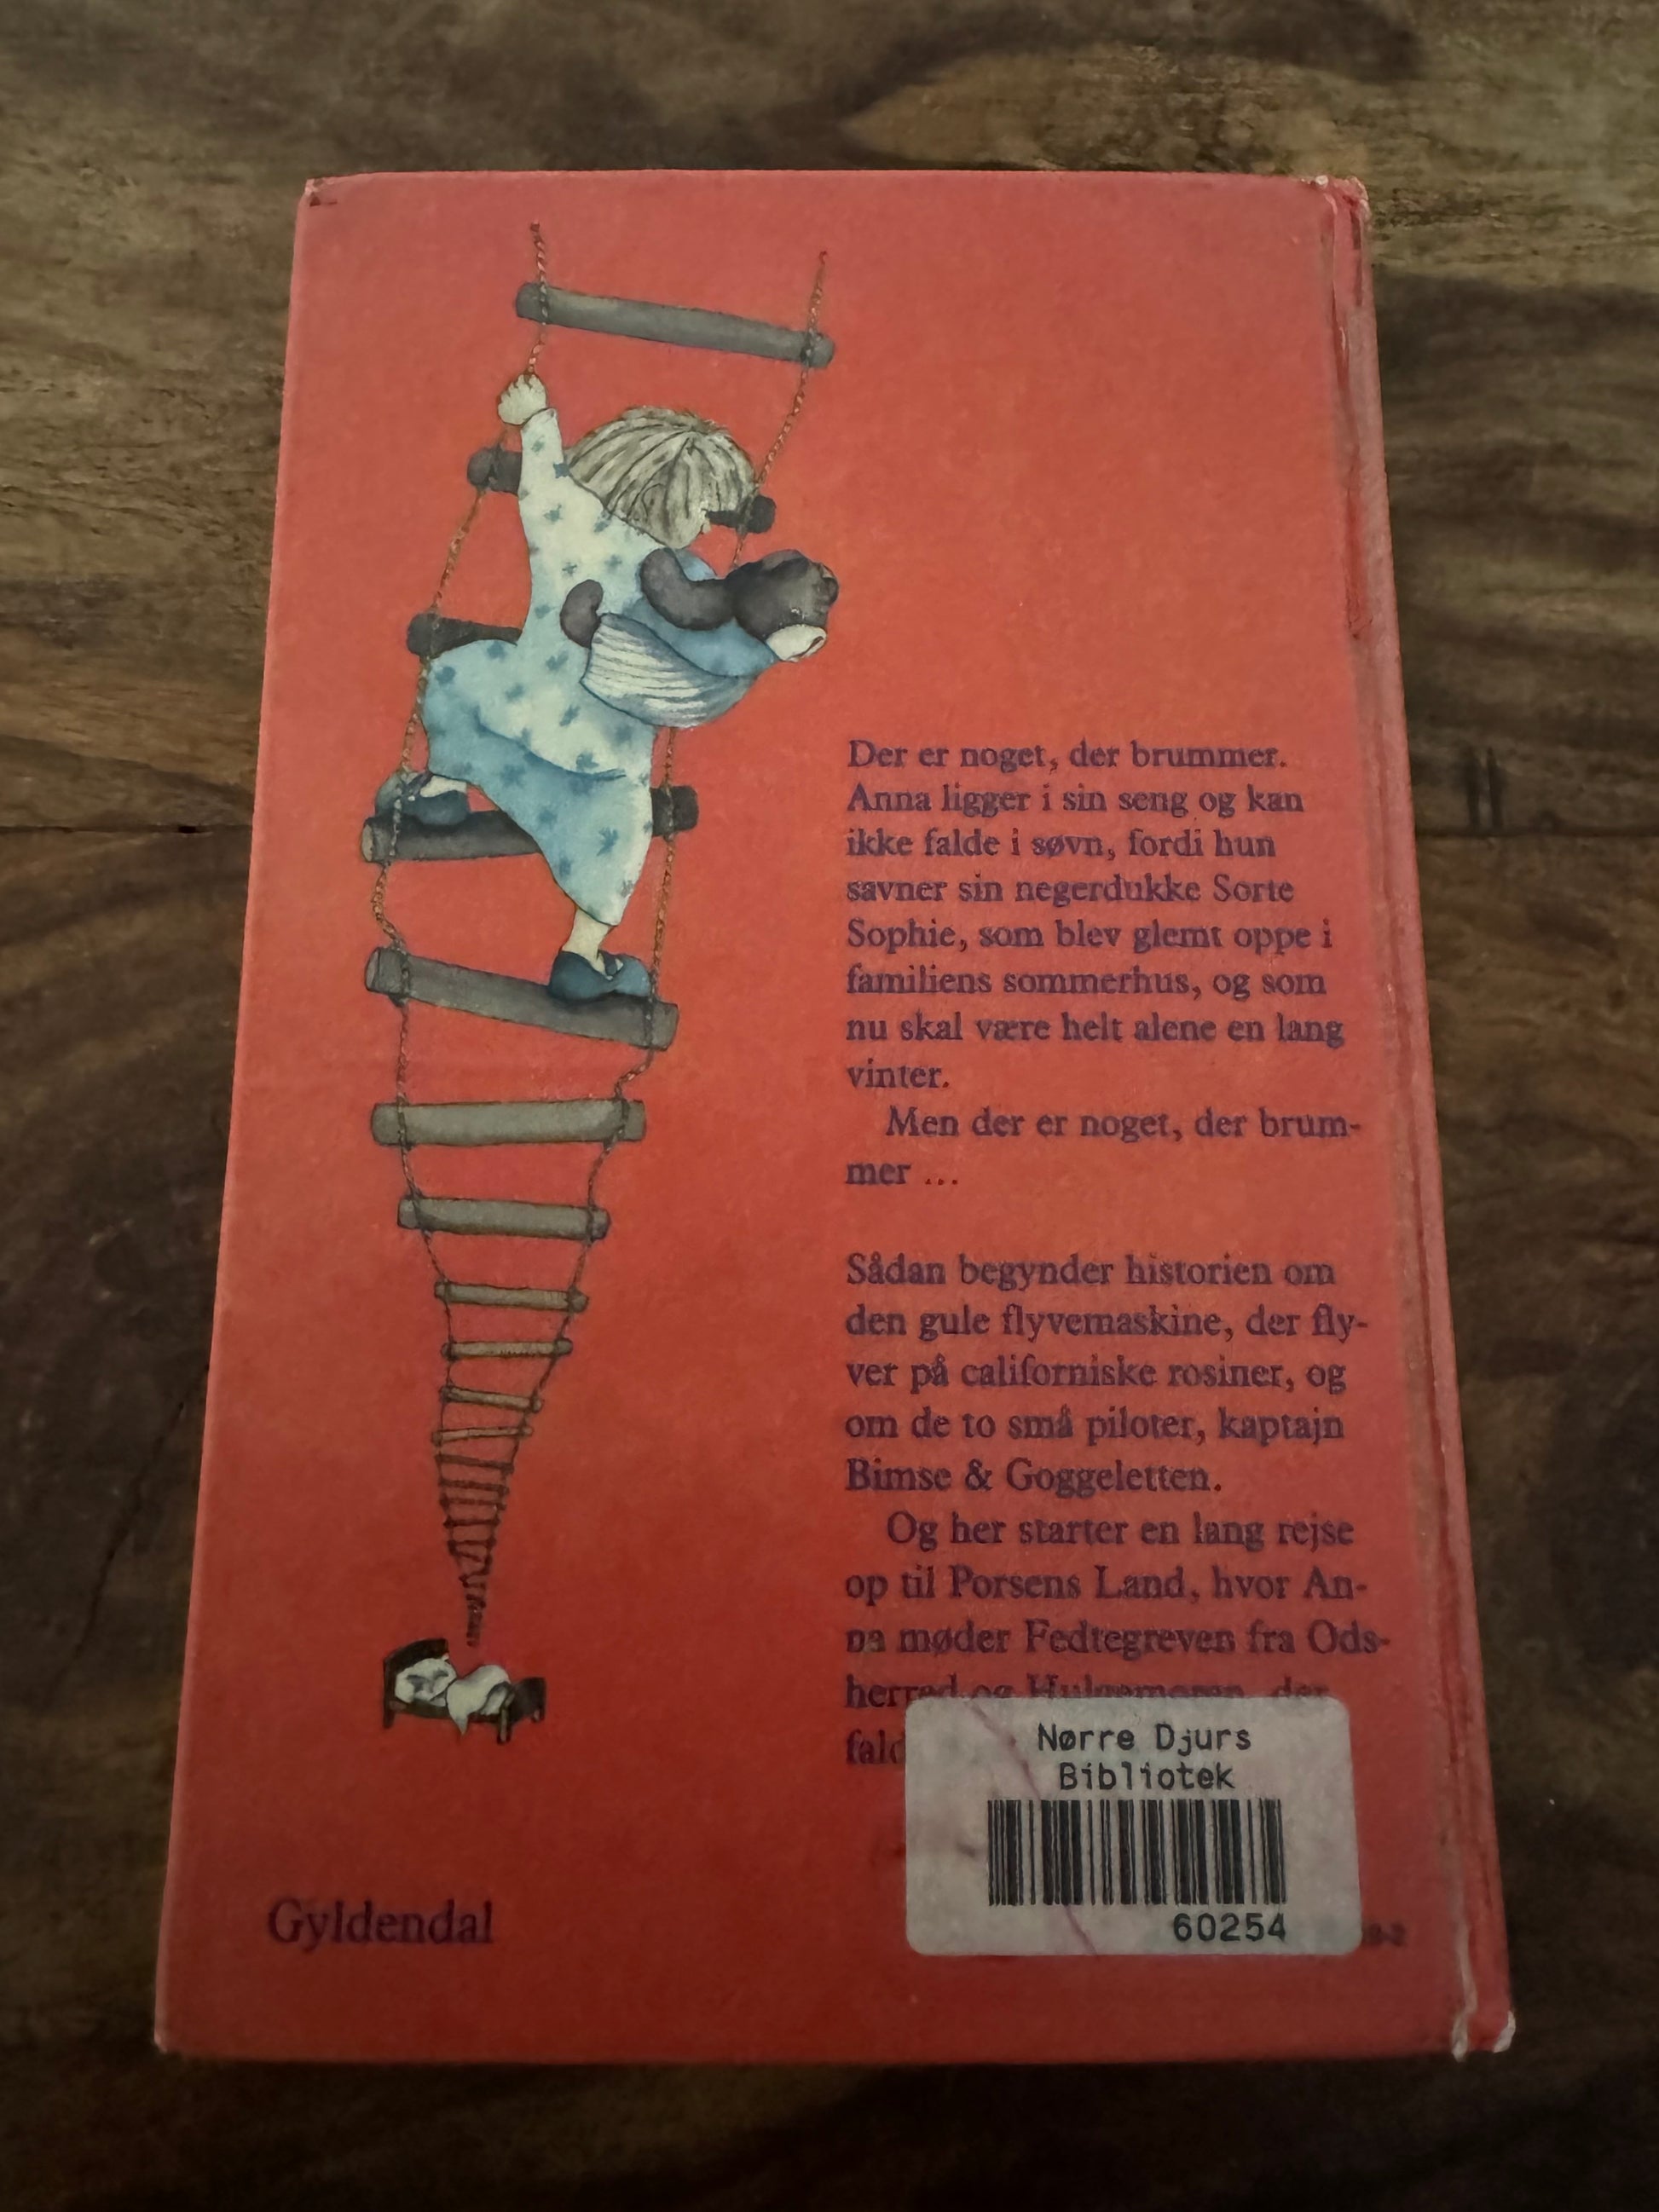 Der er noget, der brummer.
Anna ligger i sin seng og kan
ikke falde i søvn, fordi hun
savner sin negerdukke Sorte
Sophie, som blev glemt oppe i
familiens sommerhus, og som
nu skal være helt alene en lang
vinter.
Men der er noget, der brum-
mer ...
Sådan begynder historien om
den gule flyvemaskine, der fly-
ver på californiske rosiner, og
om de to små piloter, kaptajn
Bimse & Goggeletten.
Og her starter en lang rejse
op til Porsens Land, hvor An-
na møder Fedtegreven fra Ods-
herred og Hulgemoren, der
Nørre Djurs
Bibliotek
60254
Gyldendal